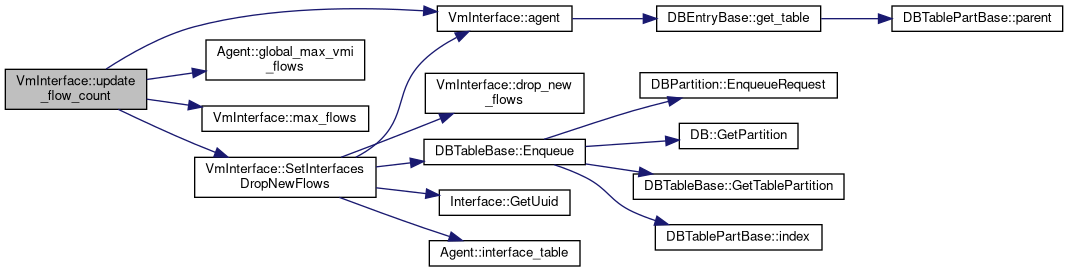 VmInterface::update
_flow_count
Agent::global_max_vmi
_flows
VmInterface::max_flows
VmInterface::SetInterfaces
DropNewFlows
VmInterface::agent
VmInterface::drop_new
_flows
DBTableBase::Enqueue
Interface::GetUuid
Agent::interface_table
DBEntryBase::get_table
DBPartition::EnqueueRequest
DB::GetPartition
DBTableBase::GetTablePartition
DBTablePartBase::index
DBTablePartBase::parent